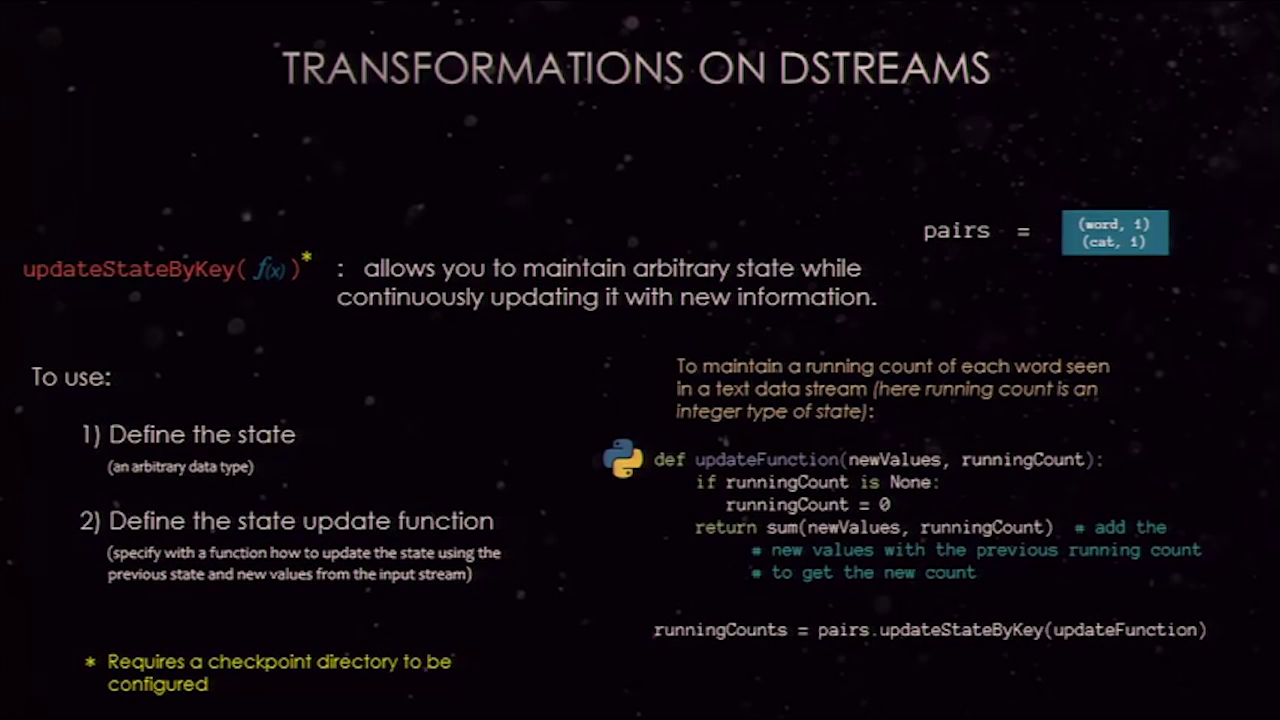 TRANSFORMATIONS ON DSTREAMS
pairs =
(word, 1)
(cat, 1)
updateStateByKey( f(x) )* : allows you to maintain arbitrary state while
continuously updating it with new information.
To use:
1) Define the state
(an arbitrary data type)
2) Define the state update function
(specify with a function how to update the state using the
previous state and new values from the input stream)
* Requires a checkpoint directory to be
configured
To maintain a running count of each word seen
in a text data stream (here running count is an
integer type of state):
def updateFunction(newValues, runningCount):
if runningCount is None:
runningCount = 0
return sum(newValues, runningCount) # add the
# new values with the previous running count
# to get the new count
runningCounts = pairs.updateStateByKey(updateFunction)